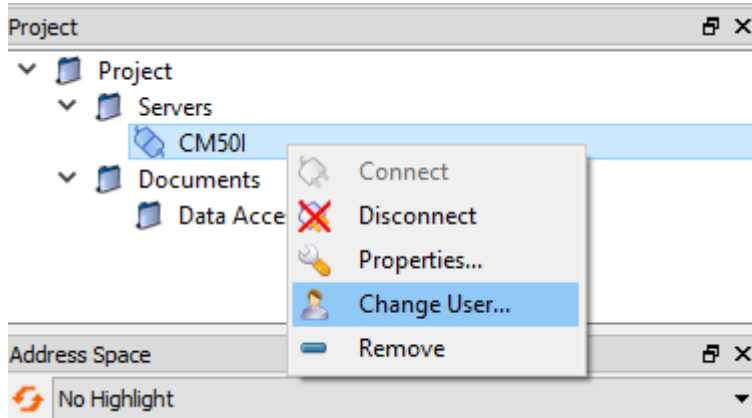 Project
Project
Servers
CM50I
Documents
Data Acce
Connect
Disconnect
Properties...
Change User...
Remove
Address Space
No Highlight